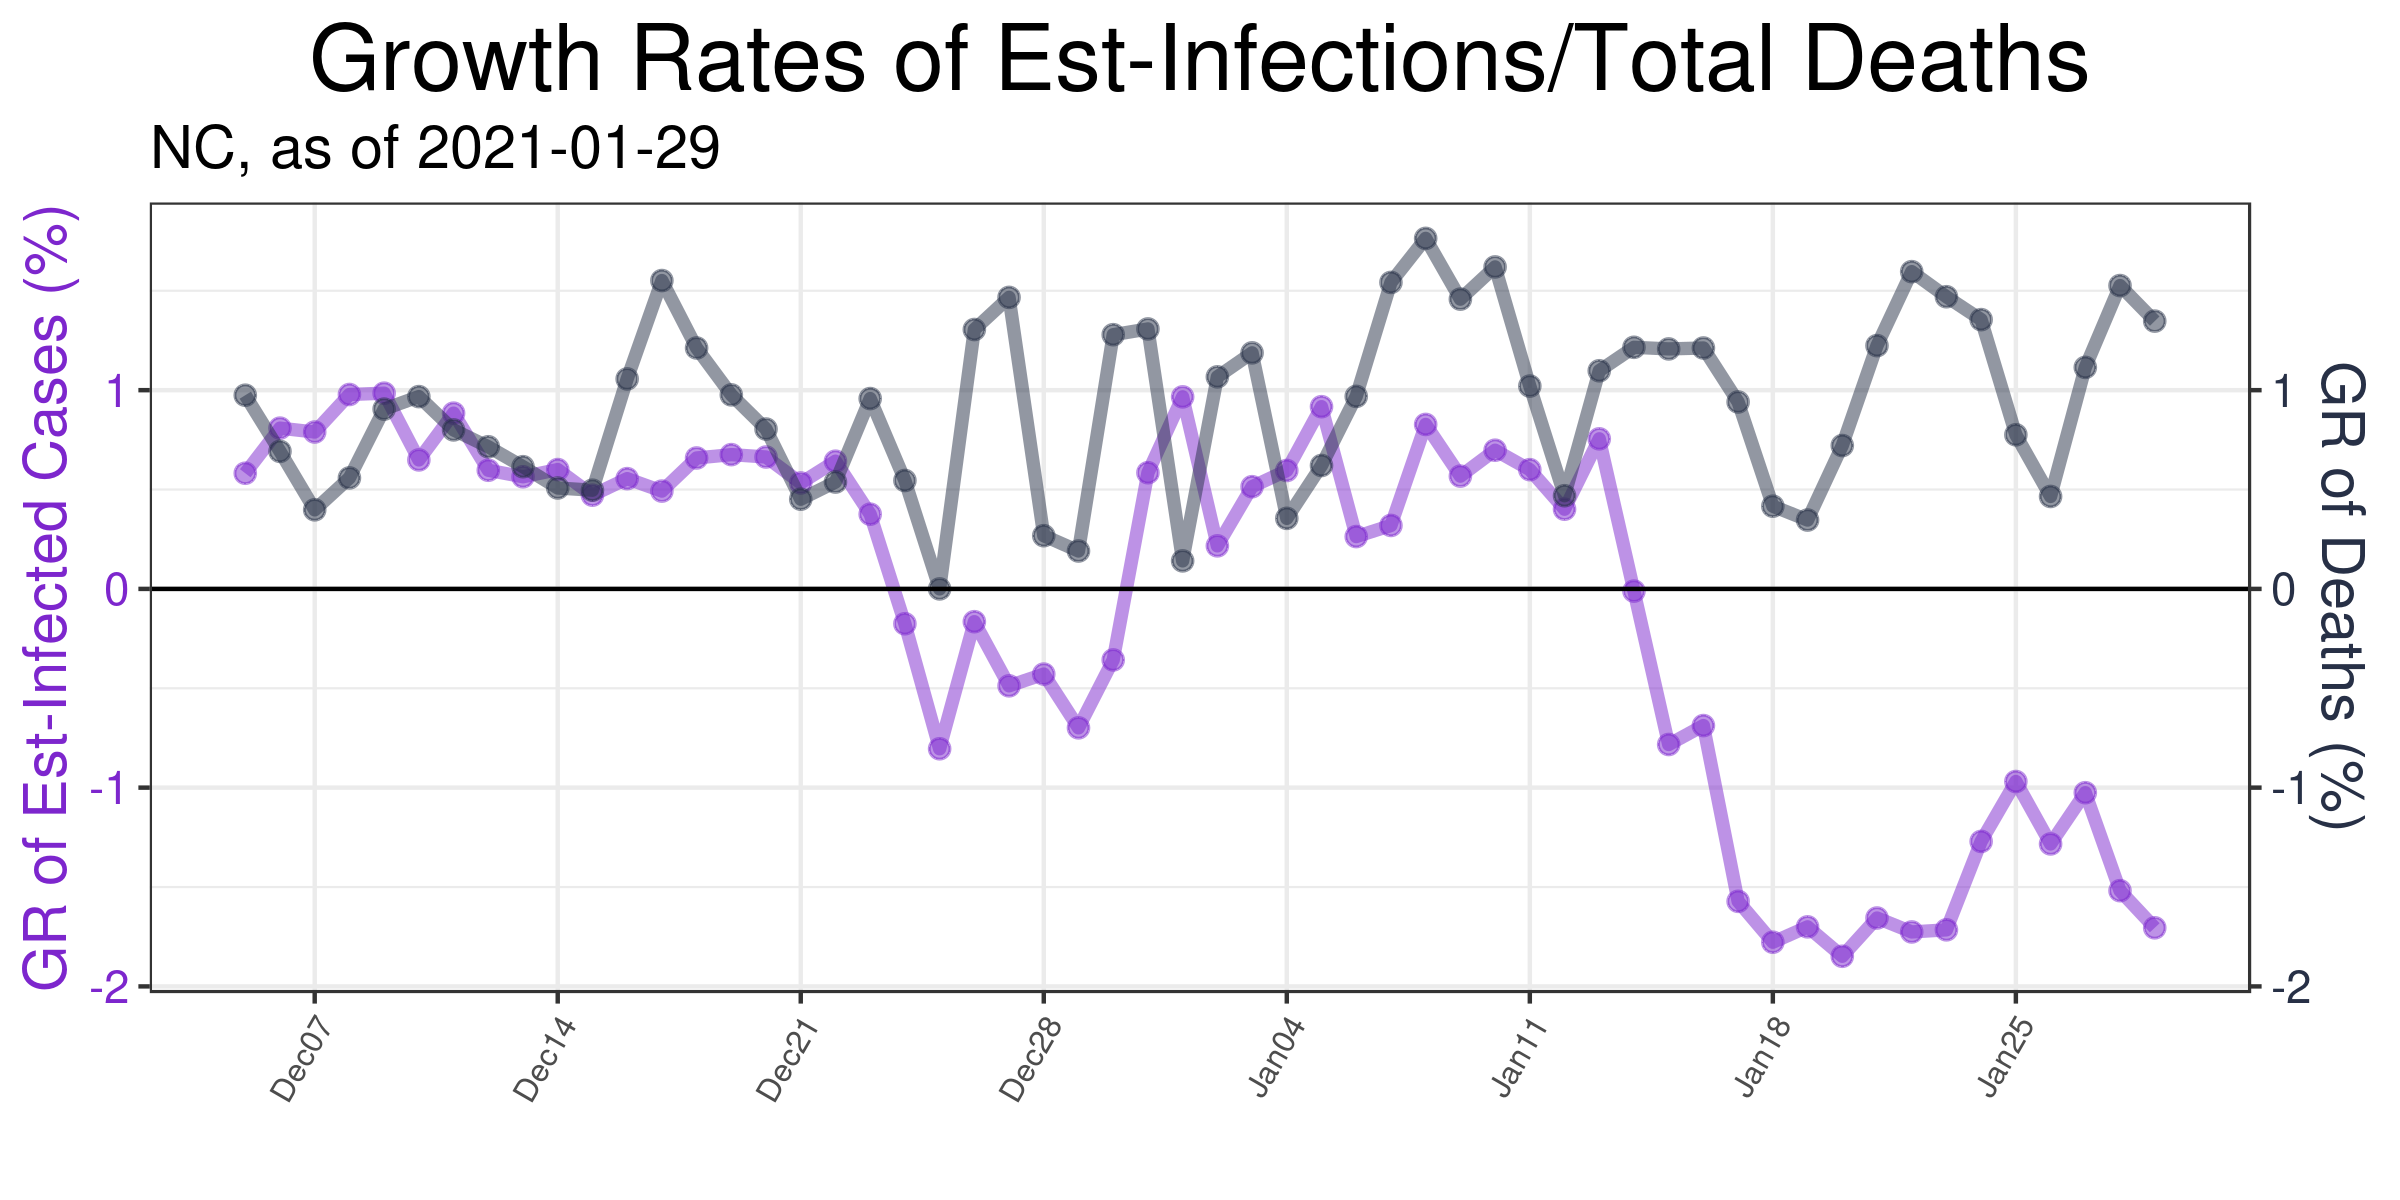 Growth Rates of Est-Infections/Total Deaths
NC, as of 2021-01-29
GR of Est-Infected Cases (%)
1
0
-1
-2
1
0
-1
-2
GR of Deaths (%)
Dec07
Dec14
Dec21
Dec28
Jan04
Jan11
Jan18
Jan25